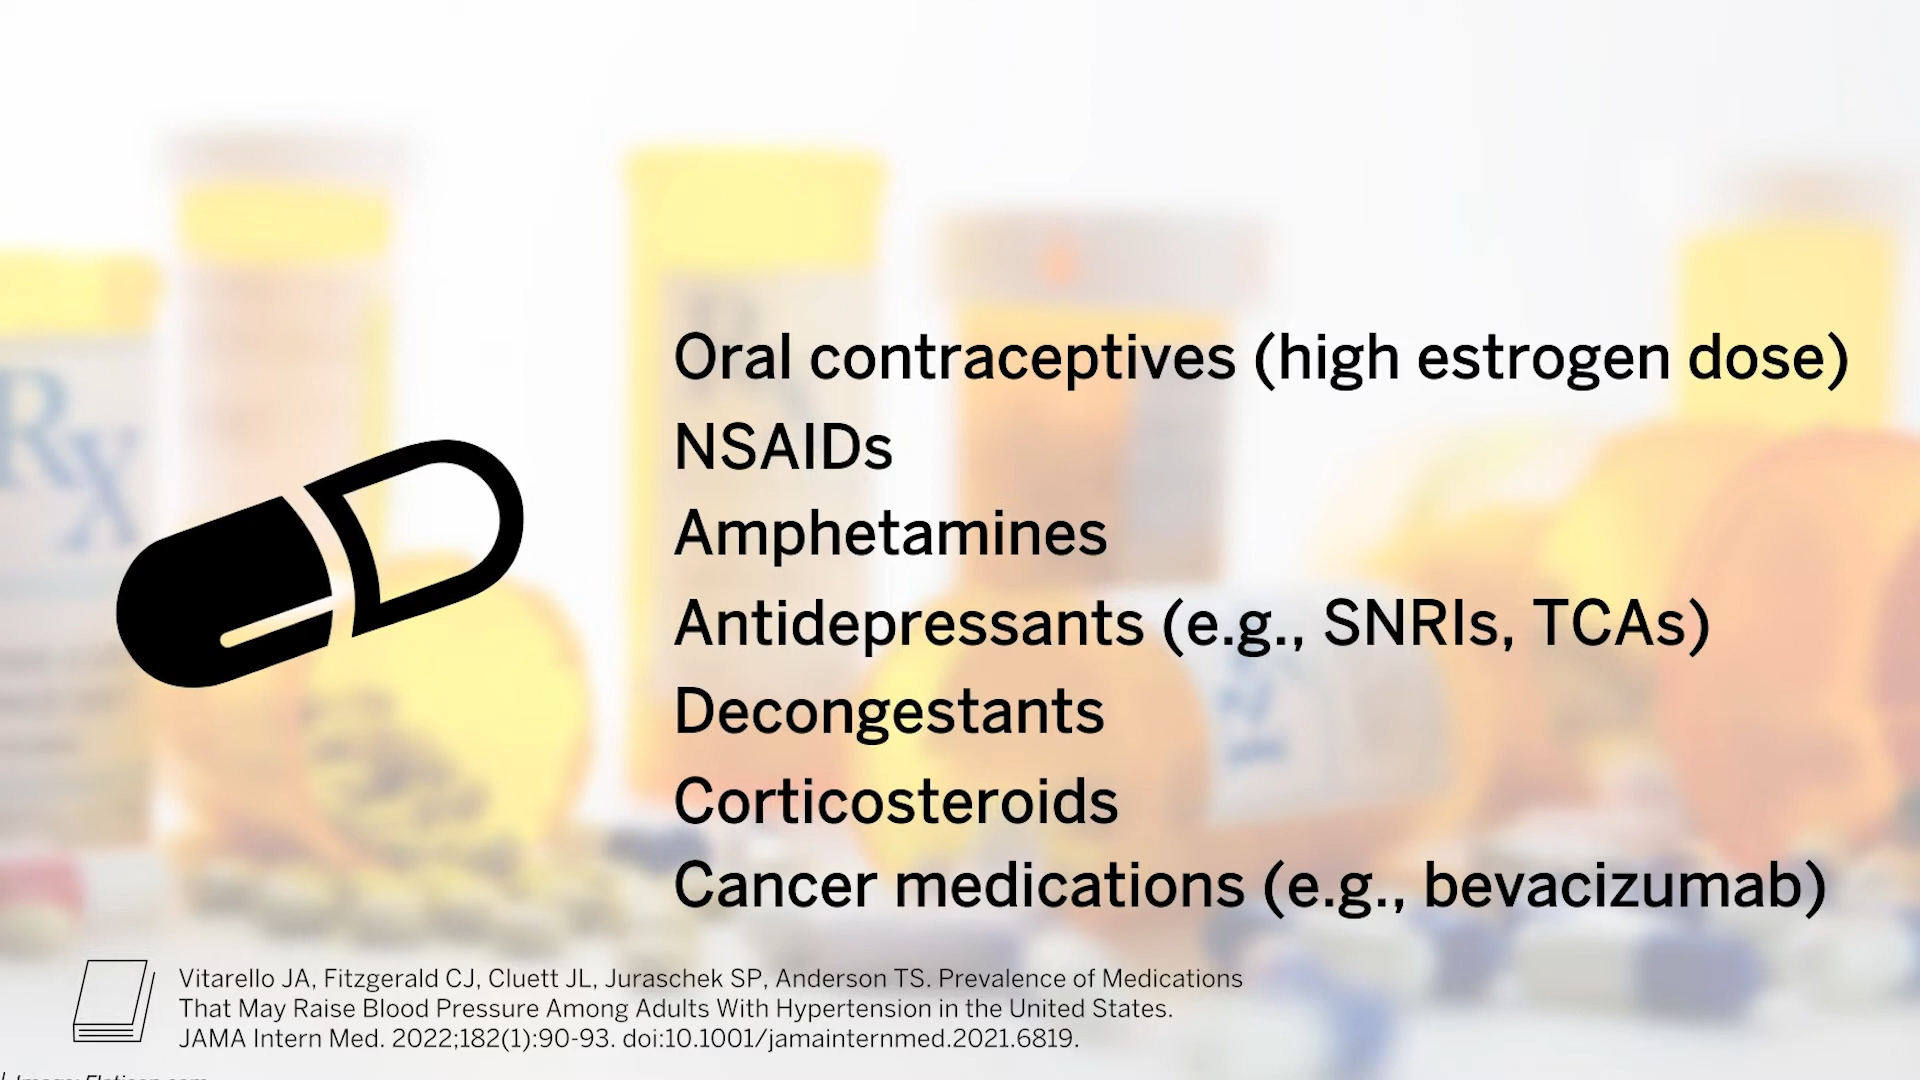 Oral contraceptives (high estrogen dose)
NSAIDs
Amphetamines
Antidepressants (e.g., SNRIs, TCAs)
Decongestants
Corticosteroids
Cancer medications (e.g., bevacizumab)
Vitarello JA, Fitzgerald CJ, Cluett JL, Juraschek SP, Anderson TS. Prevalence of Medications
That May Raise Blood Pressure Among Adults With Hypertension in the United States.
JAMA Intern Med. 2022;182(1):90-93. doi:10.1001/jamainternmed.2021.6819.
Rx
Rx